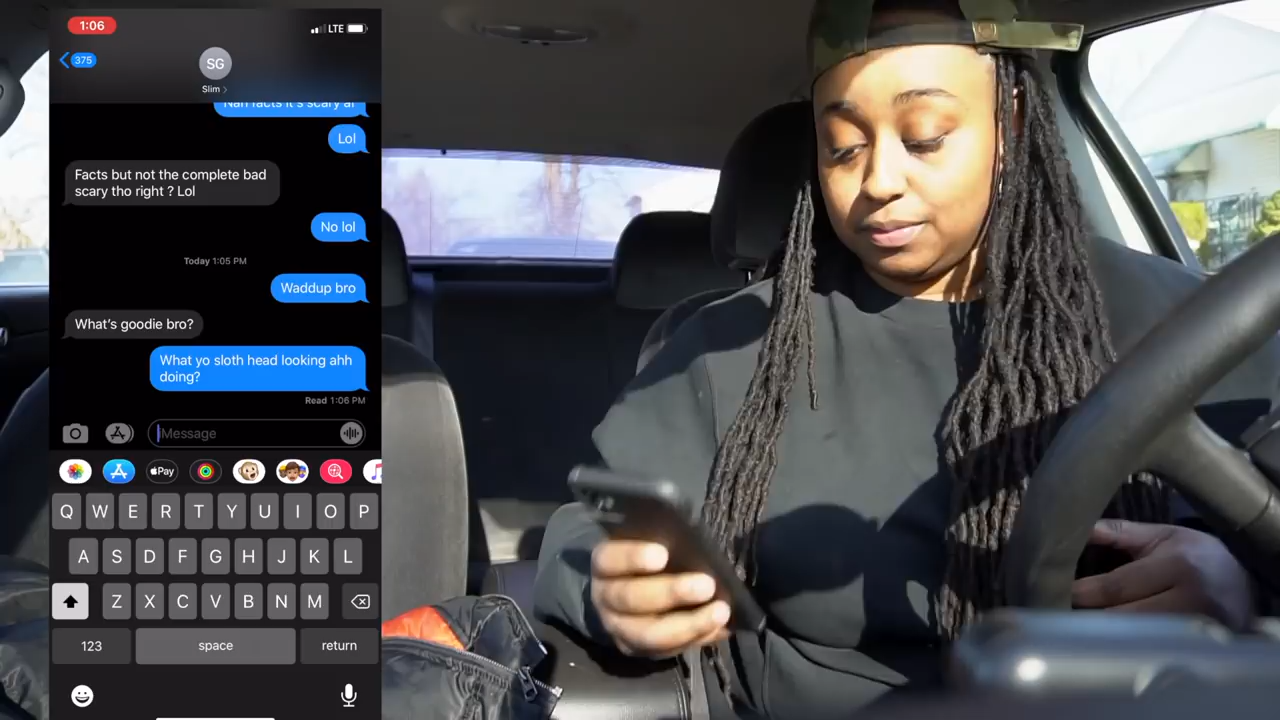 1:06
LTE
375
SG
Slim
Nah facts it's scary af
Lol
Facts but not the complete bad
scary tho right ? Lol
No lol
Today 1:05 PM
Waddup bro
What's goodie bro?
What yo sloth head looking ahh
doing?
Read 1:06 PM
iMessage
Pay
Q W E R T Y U I O P
A S D F G H J K L
Z X C V B N M
123 space return